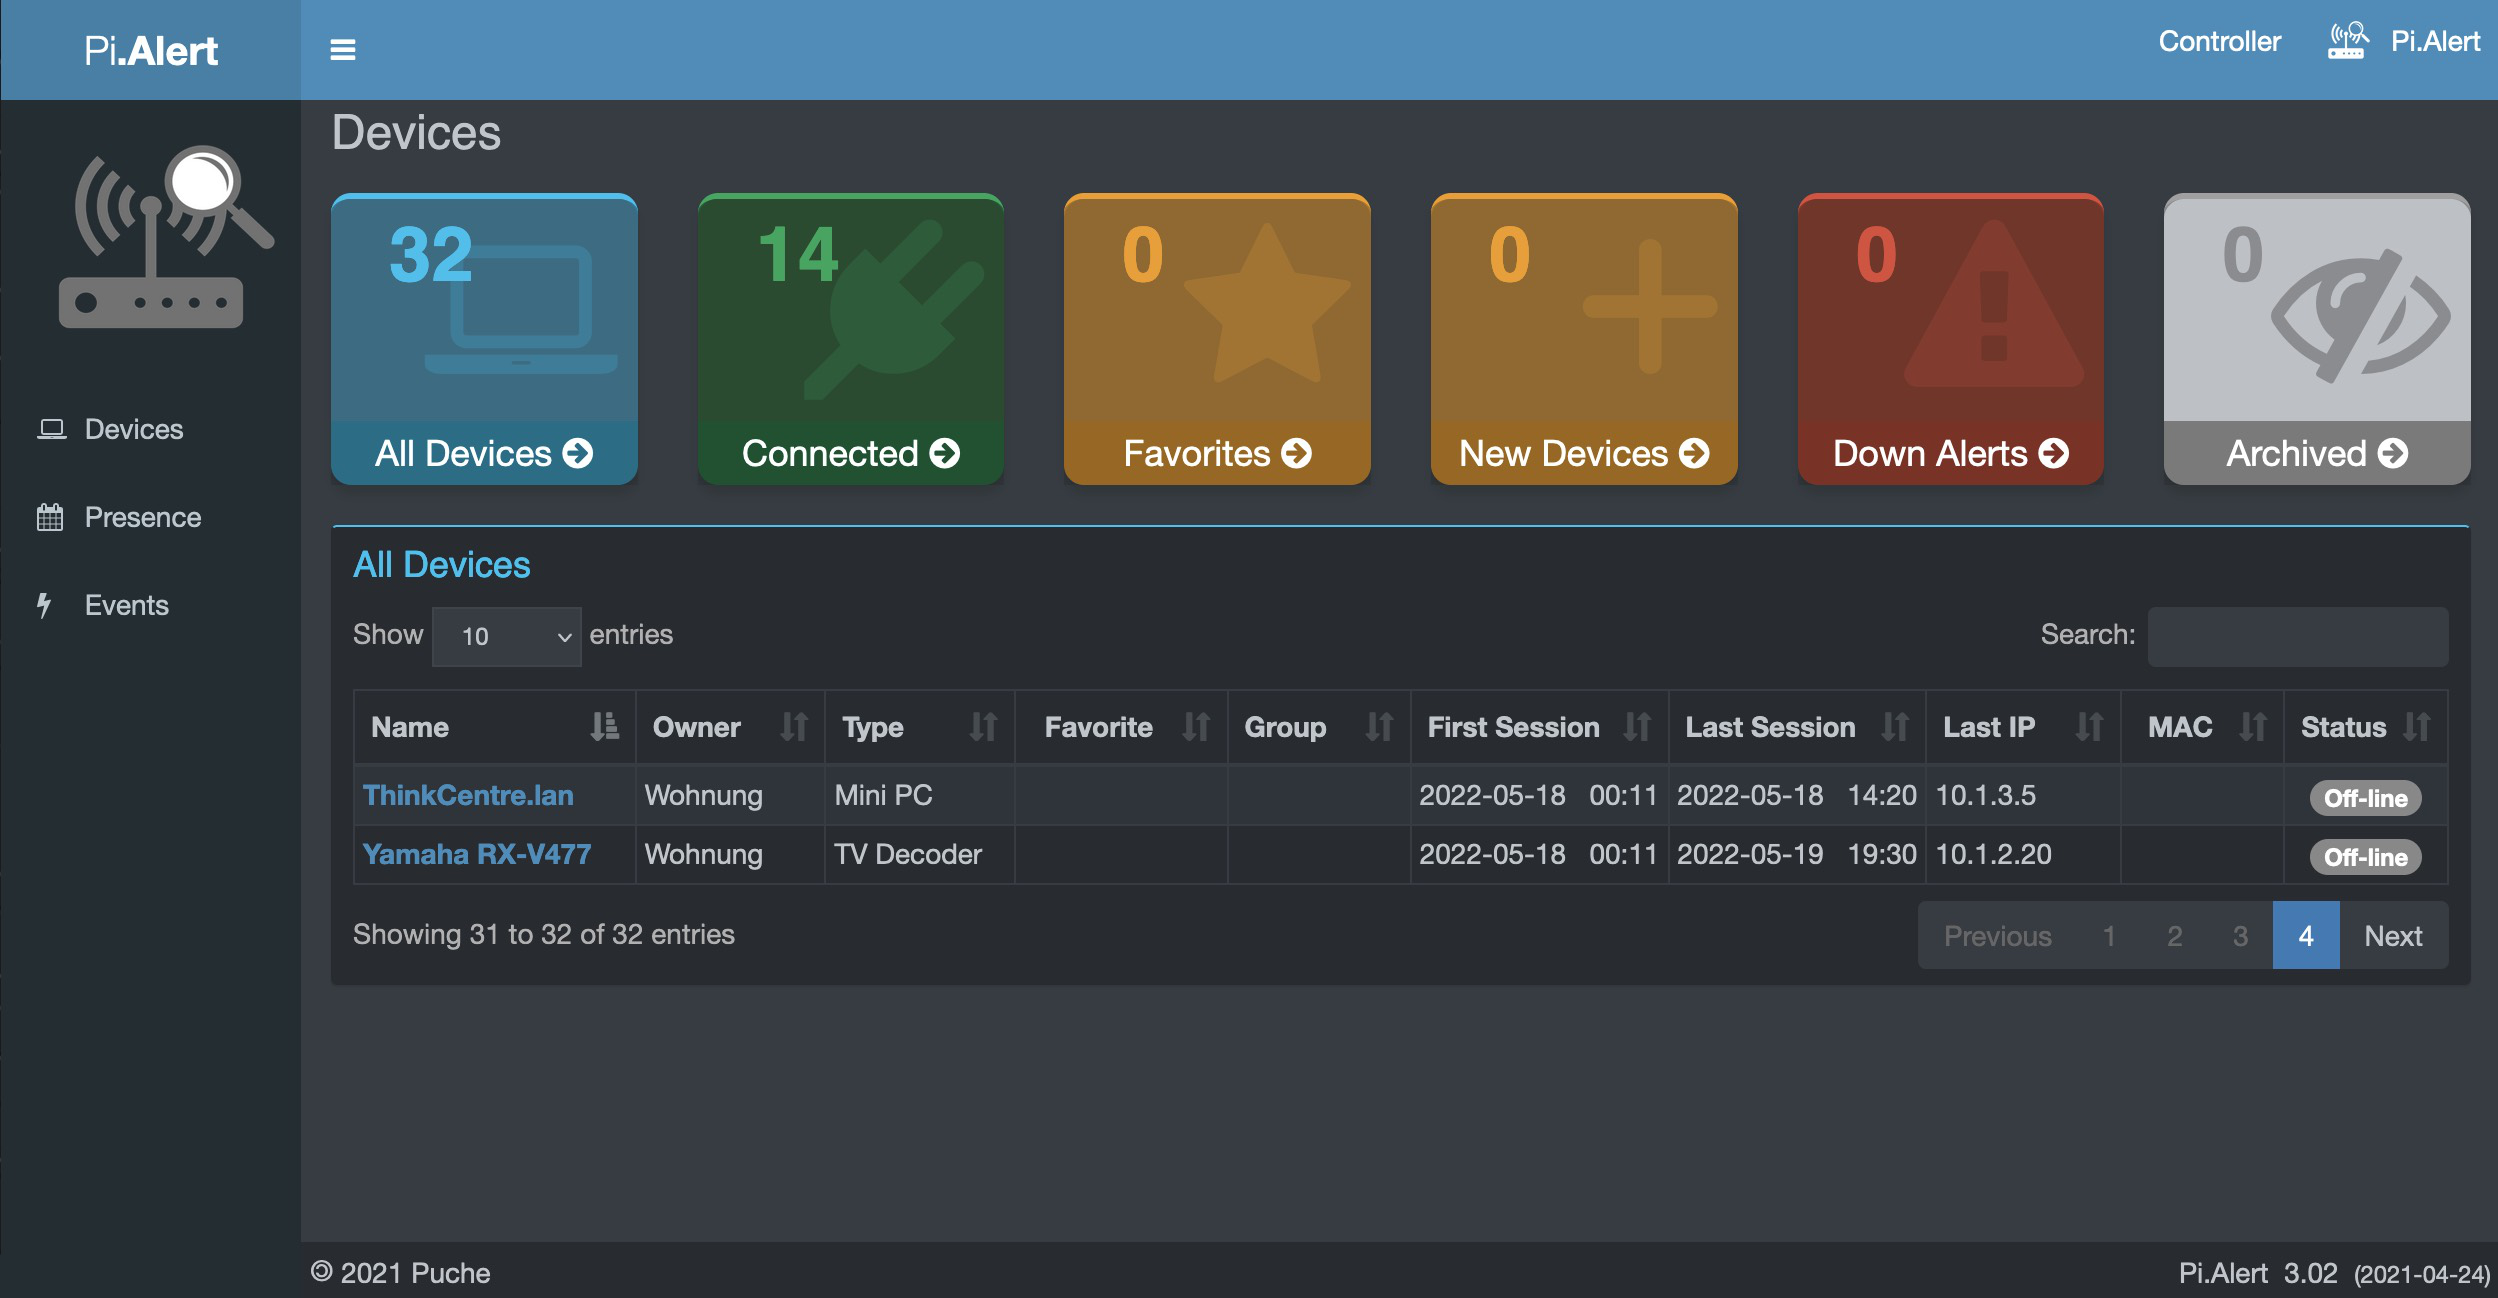 Pi.Alert
Controller Pi.Alert
Devices
32 14 0 0 0 0
All Devices Connected Favorites New Devices Down Alerts Archived
Devices
Presence
Events
All Devices
Show 10 entries Search:
Name Owner Type Favorite Group First Session Last Session Last IP MAC Status
ThinkCentre.lan Wohnung Mini PC 2022-05-18 00:11 2022-05-18 14:20 10.1.3.5 Off-line
Yamaha RX-V477 Wohnung TV Decoder 2022-05-18 00:11 2022-05-19 19:30 10.1.2.20 Off-line
Showing 31 to 32 of 32 entries Previous 1 2 3 4 Next
🄯 2021 Puche Pi.Alert 3.02 (2021-04-24)